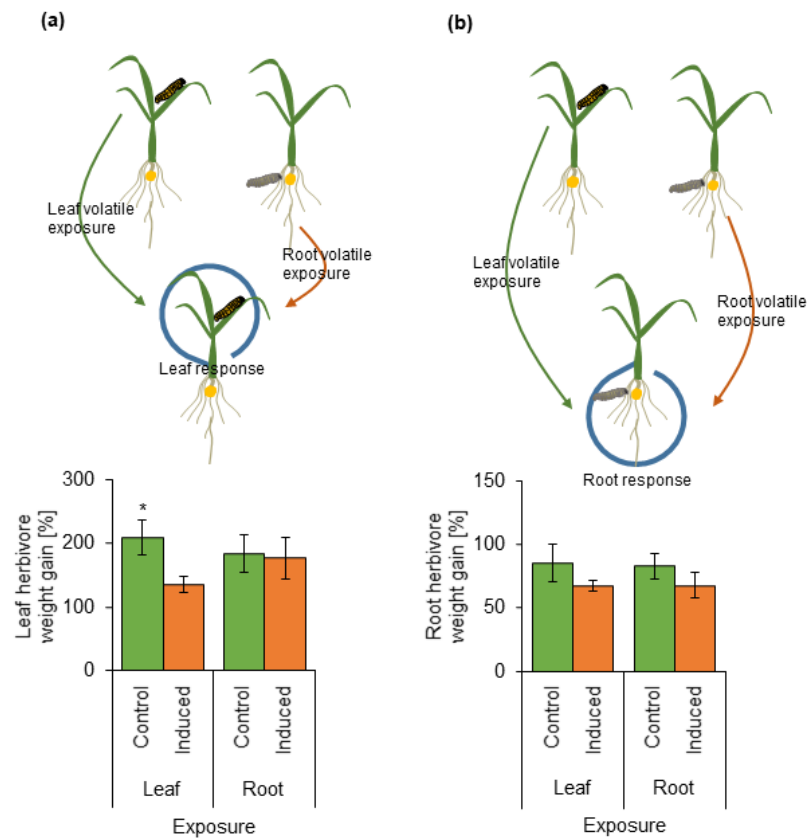 (a)
Leaf volatile
exposure
Root volatile
exposure
Leaf response
300
200
100
0
Leaf herbivore
weight gain [%]
*
Control
Induced
Control
Induced
Leaf
Root
Exposure
(b)
Leaf volatile
exposure
Root volatile
exposure
Root response
150
100
50
0
Root herbivore
weight gain [%]
Control
Induced
Control
Induced
Leaf
Root
Exposure